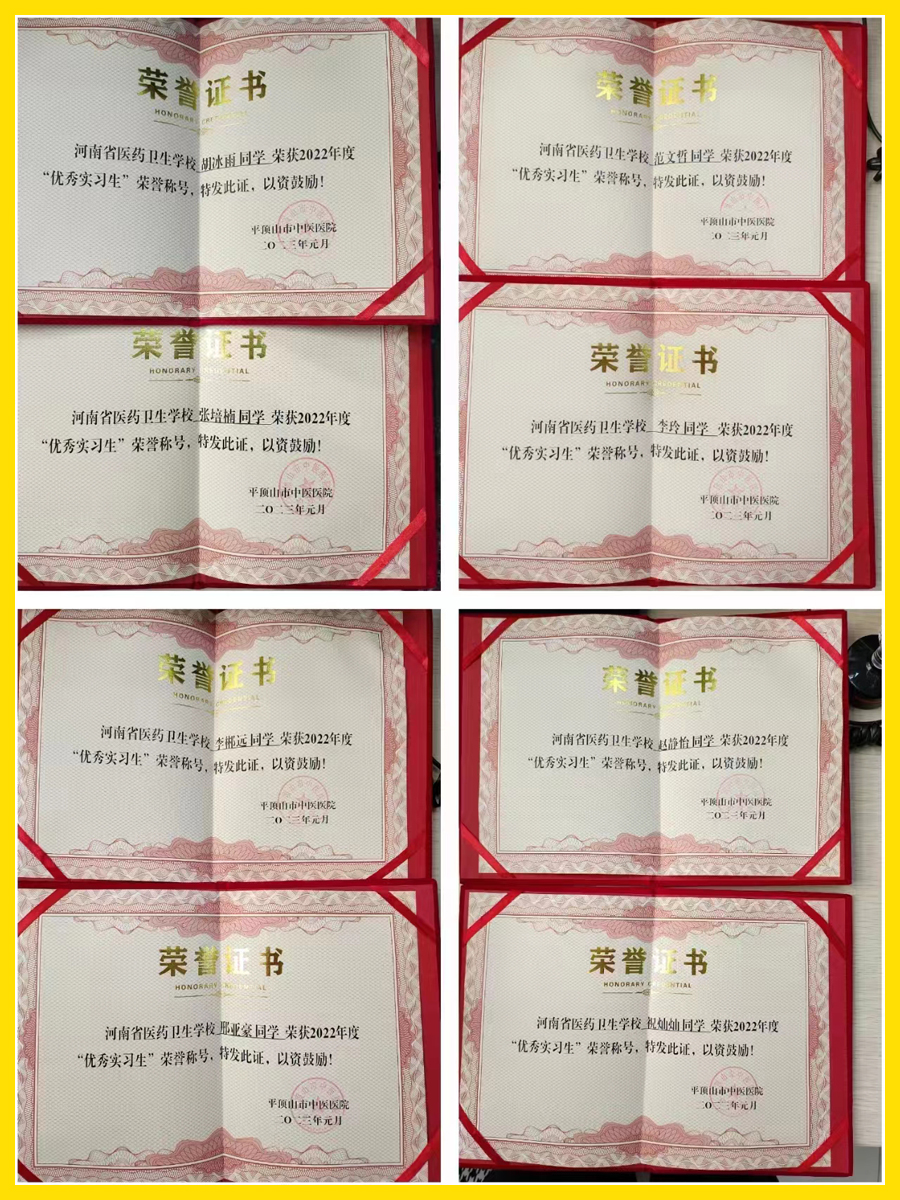 荣誉证书
HONORARY CREDENTIAL
河南省医药卫生学校 胡冰雨同学 荣获2022年度
“优秀实习生”荣誉称号，特发此证，以资鼓励！
平顶山市中医医院
二〇二三年元月
荣誉证书
HONORARY CREDENTIAL
河南省医药卫生学校 张培楠同学 荣获2022年度
“优秀实习生”荣誉称号，特发此证，以资鼓励！
平顶山市中医医院
二〇二三年元月
荣誉证书
HONORARY CREDENTIAL
河南省医药卫生学校 范文哲同学 荣获2022年度
“优秀实习生”荣誉称号，特发此证，以资鼓励！
平顶山市中医医院
二〇二三年元月
荣誉证书
HONORARY CREDENTIAL
河南省医药卫生学校 李玲同学 荣获2022年度
“优秀实习生”荣誉称号，特发此证，以资鼓励！
平顶山市中医医院
二〇二三年元月
荣誉证书
HONORARY CREDENTIAL
河南省医药卫生学校 李郴远同学 荣获2022年度
“优秀实习生”荣誉称号，特发此证，以资鼓励！
平顶山市中医医院
二〇二三年元月
荣誉证书
HONORARY CREDENTIAL
河南省医药卫生学校 邢亚豪同学 荣获2022年度
“优秀实习生”荣誉称号，特发此证，以资鼓励！
平顶山市中医医院
二〇二三年元月
荣誉证书
HONORARY CREDENTIAL
河南省医药卫生学校 赵静怡同学 荣获2022年度
“优秀实习生”荣誉称号，特发此证，以资鼓励！
平顶山市中医医院
二〇二三年元月
荣誉证书
HONORARY CREDENTIAL
河南省医药卫生学校 祝灿灿同学 荣获2022年度
“优秀实习生”荣誉称号，特发此证，以资鼓励！
平顶山市中医医院
二〇二三年元月